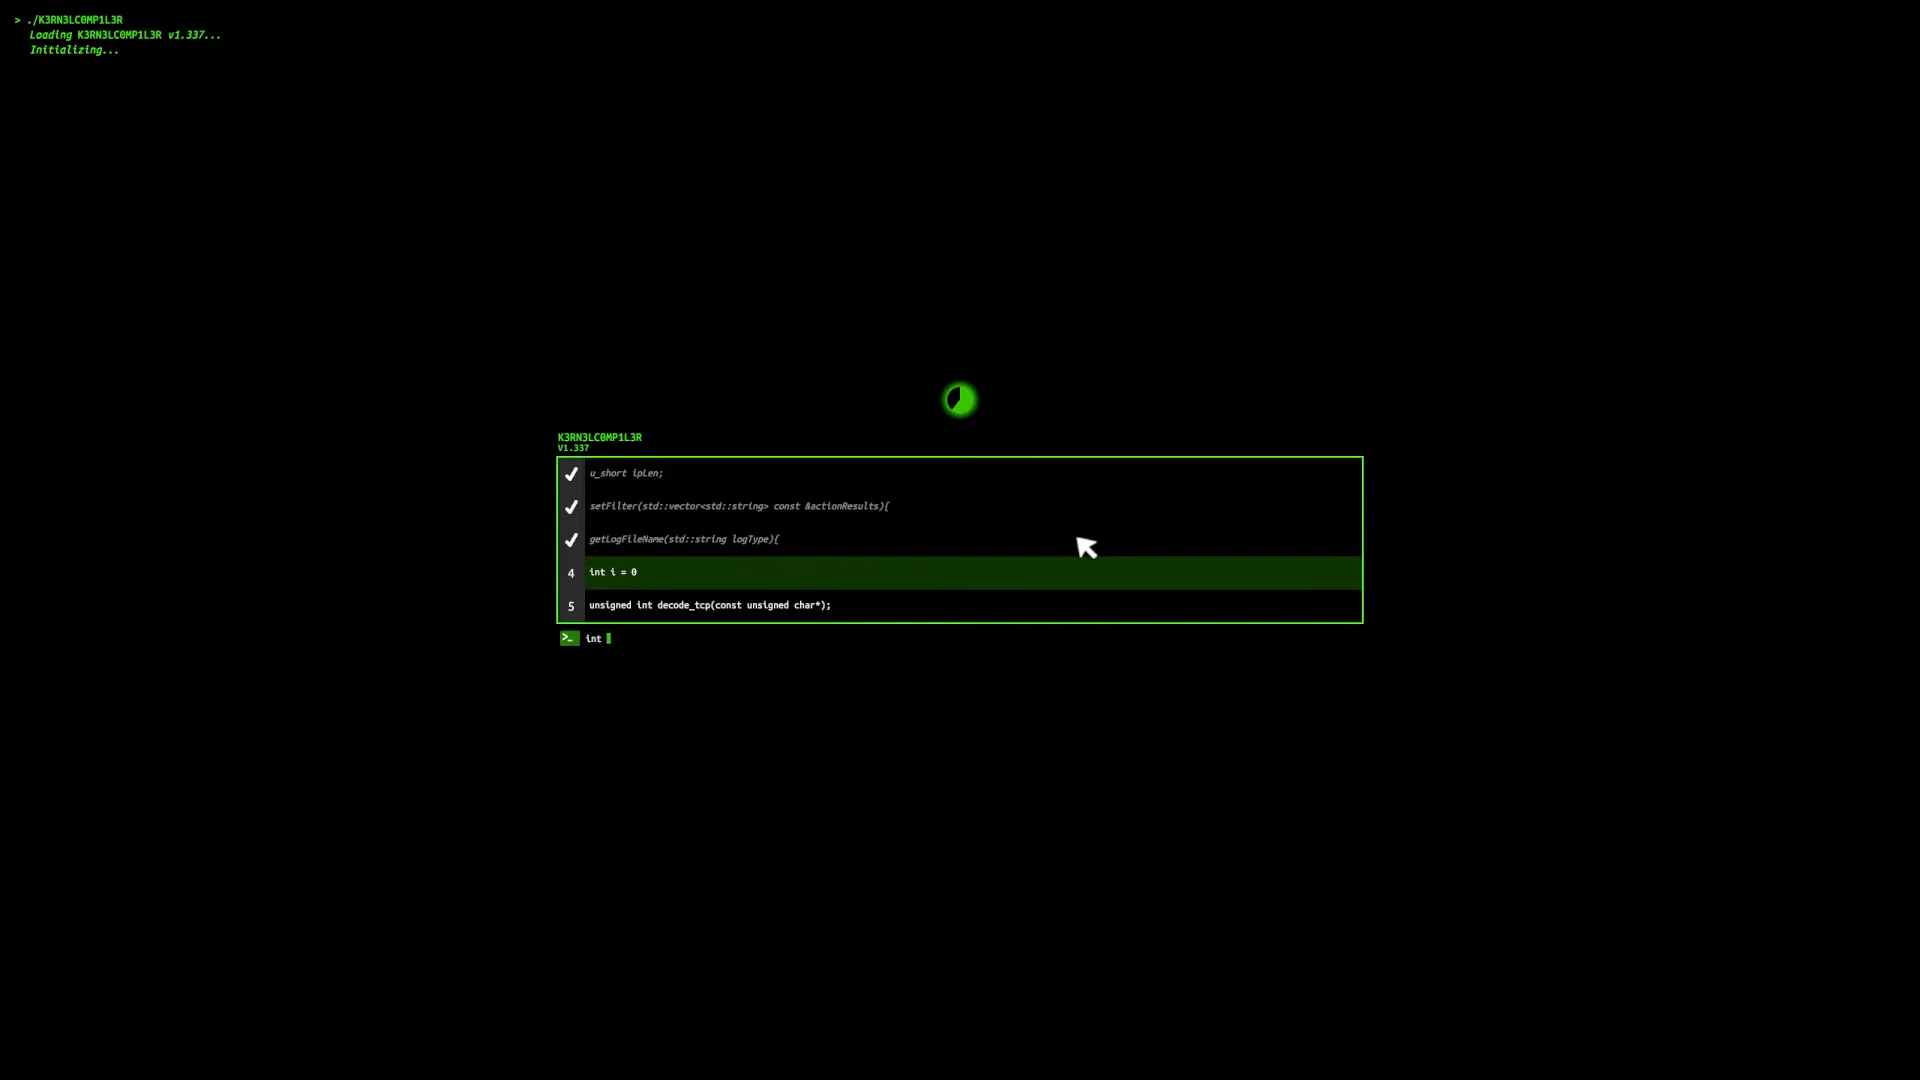 > ./K3RN3LC0MP1L3R
Loading K3RN3LC0MP1L3R v1.337...
Initializing...
K3RN3LC0MP1L3R
V1.337
u_short ipLen;
setFilter(std::vector<std::string> const &actionResults){
getLogFileName(std::string logType){
4 int i = 0
5 unsigned int decode_tcp(const unsigned char*);
>_ int